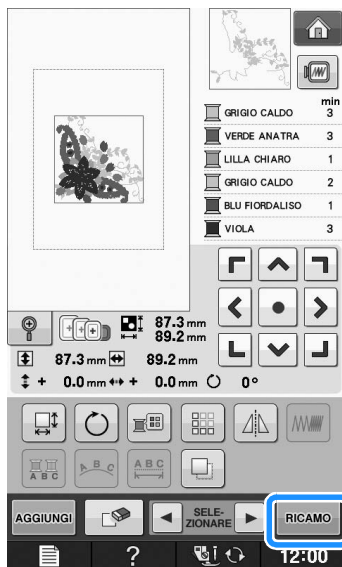 min
GRIGIO CALDO 3
VERDE ANATRA 3
LILLA CHIARO 1
GRIGIO CALDO 2
BLU FIORDALISO 1
VIOLA 3
87.3 mm
89.2 mm
87.3 mm 89.2 mm
+ 0.0 mm + 0.0 mm 0°
A B C A B C A B C
AGGIUNGI SELE-
ZIONARE RICAMO
? 12:00